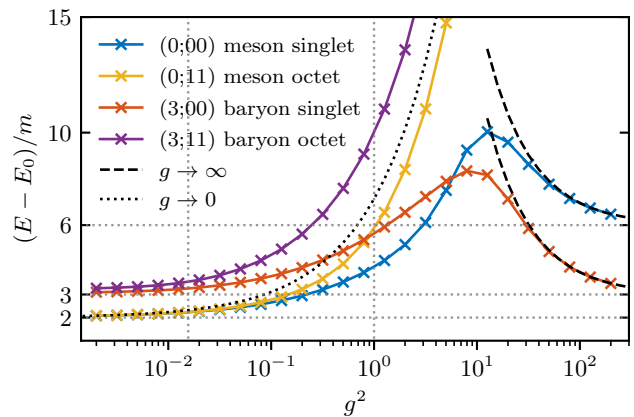 15
10
6
3
2
(E − E₀)/m
(0;00) meson singlet
(0;11) meson octet
(3;00) baryon singlet
(3;11) baryon octet
g → ∞
g → 0
10⁻² 10⁻¹ 10⁰ 10¹ 10²
g²